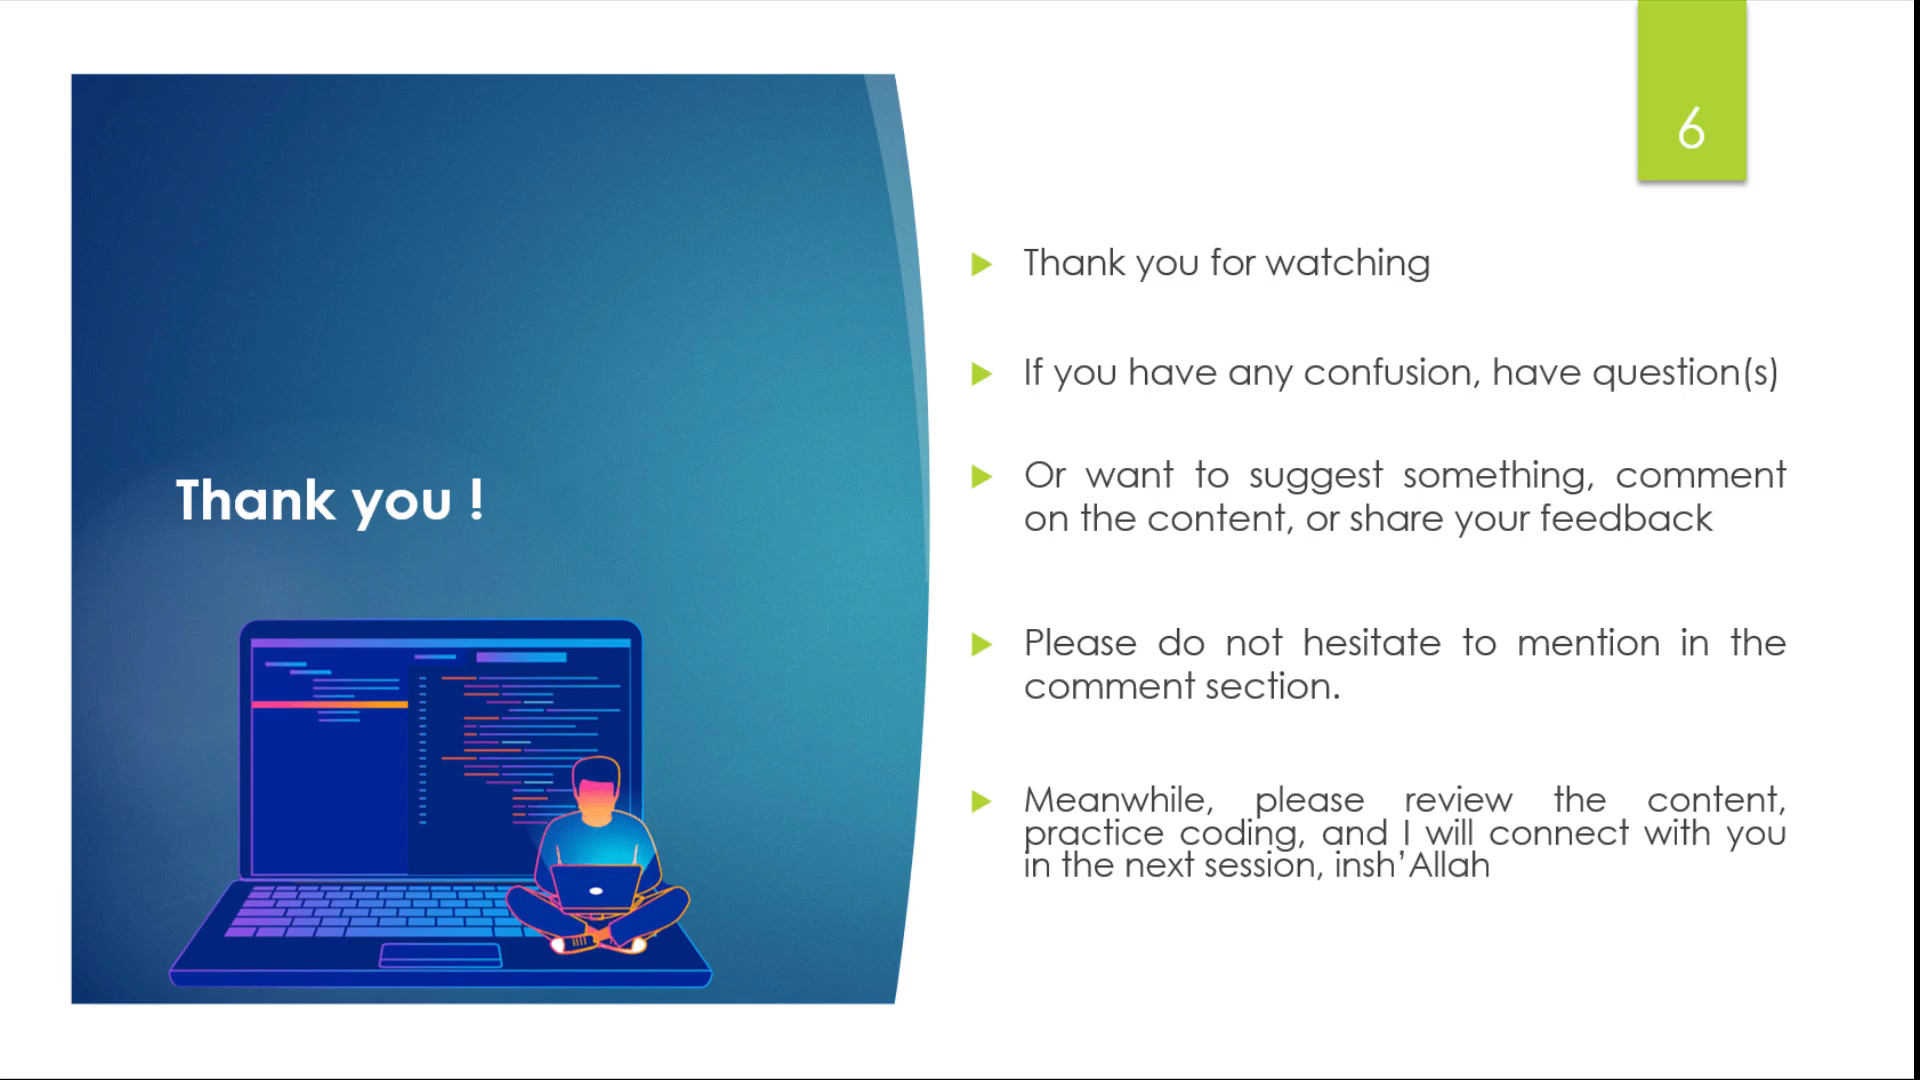 6
Thank you !
Thank you for watching
If you have any confusion, have question(s)
Or want to suggest something, comment
on the content, or share your feedback
Please do not hesitate to mention in the
comment section.
Meanwhile, please review the content,
practice coding, and I will connect with you
in the next session, insh’Allah